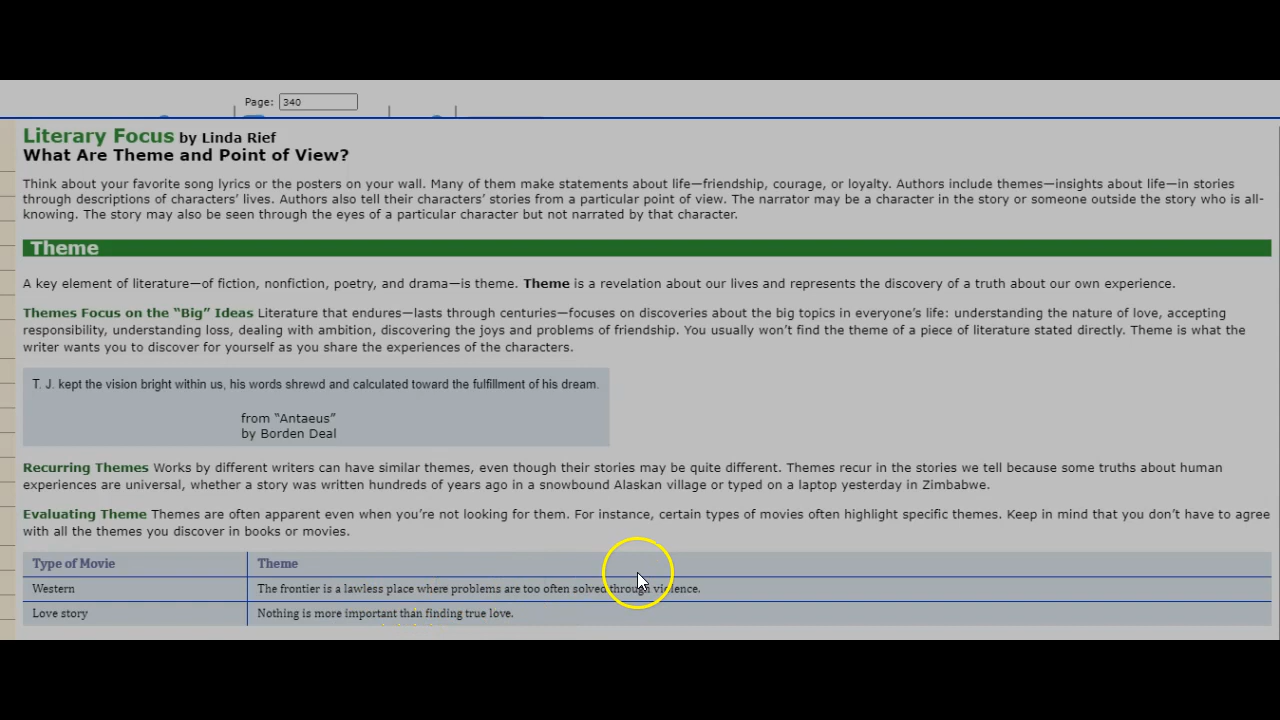 Page: 340
Literary Focus by Linda Rief
What Are Theme and Point of View?
Think about your favorite song lyrics or the posters on your wall. Many of them make statements about life—friendship, courage, or loyalty. Authors include themes—insights about life—in stories
through descriptions of characters’ lives. Authors also tell their characters’ stories from a particular point of view. The narrator may be a character in the story or someone outside the story who is all-
knowing. The story may also be seen through the eyes of a particular character but not narrated by that character.
Theme
A key element of literature—of fiction, nonfiction, poetry, and drama—is theme. Theme is a revelation about our lives and represents the discovery of a truth about our own experience.
Themes Focus on the “Big” Ideas Literature that endures—lasts through centuries—focuses on discoveries about the big topics in everyone’s life: understanding the nature of love, accepting
responsibility, understanding loss, dealing with ambition, discovering the joys and problems of friendship. You usually won’t find the theme of a piece of literature stated directly. Theme is what the
writer wants you to discover for yourself as you share the experiences of the characters.
T. J. kept the vision bright within us, his words shrewd and calculated toward the fulfillment of his dream.
from “Antaeus”
by Borden Deal
Recurring Themes Works by different writers can have similar themes, even though their stories may be quite different. Themes recur in the stories we tell because some truths about human
experiences are universal, whether a story was written hundreds of years ago in a snowbound Alaskan village or typed on a laptop yesterday in Zimbabwe.
Evaluating Theme Themes are often apparent even when you’re not looking for them. For instance, certain types of movies often highlight specific themes. Keep in mind that you don’t have to agree
with all the themes you discover in books or movies.
Type of Movie Theme
Western The frontier is a lawless place where problems are too often solved through violence.
Love story Nothing is more important than finding true love.